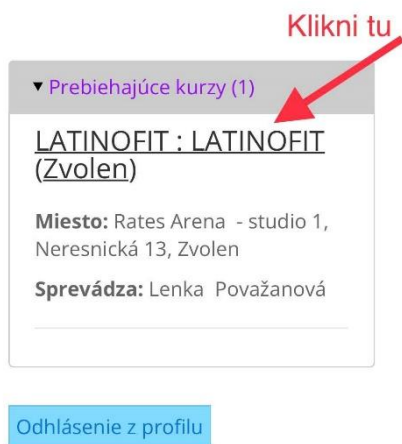 Klikni tu
▼ Prebiehajúce kurzy (1)
LATINOFIT : LATINOFIT
(Zvolen)
Miesto: Rates Arena - studio 1,
Neresnická 13, Zvolen
Sprevádza: Lenka Považanová
Odhlásenie z profilu